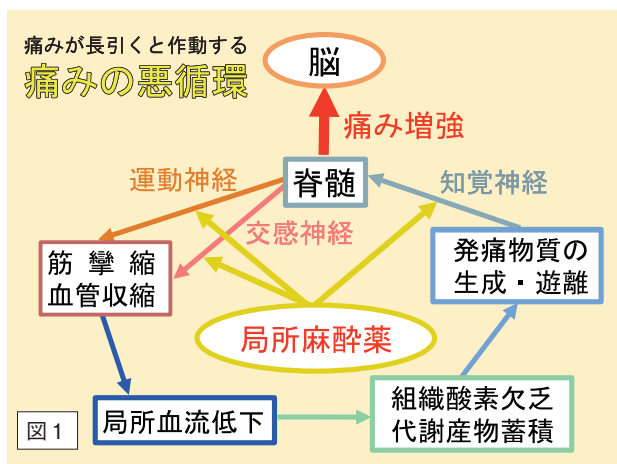 痛みが長引くと作動する
痛みの悪循環
脳
痛み増強
脊髄
運動神経
知覚神経
交感神経
筋攣縮
血管収縮
発痛物質の
生成・遊離
局所麻酔薬
局所血流低下
組織酸素欠乏
代謝産物蓄積
図1